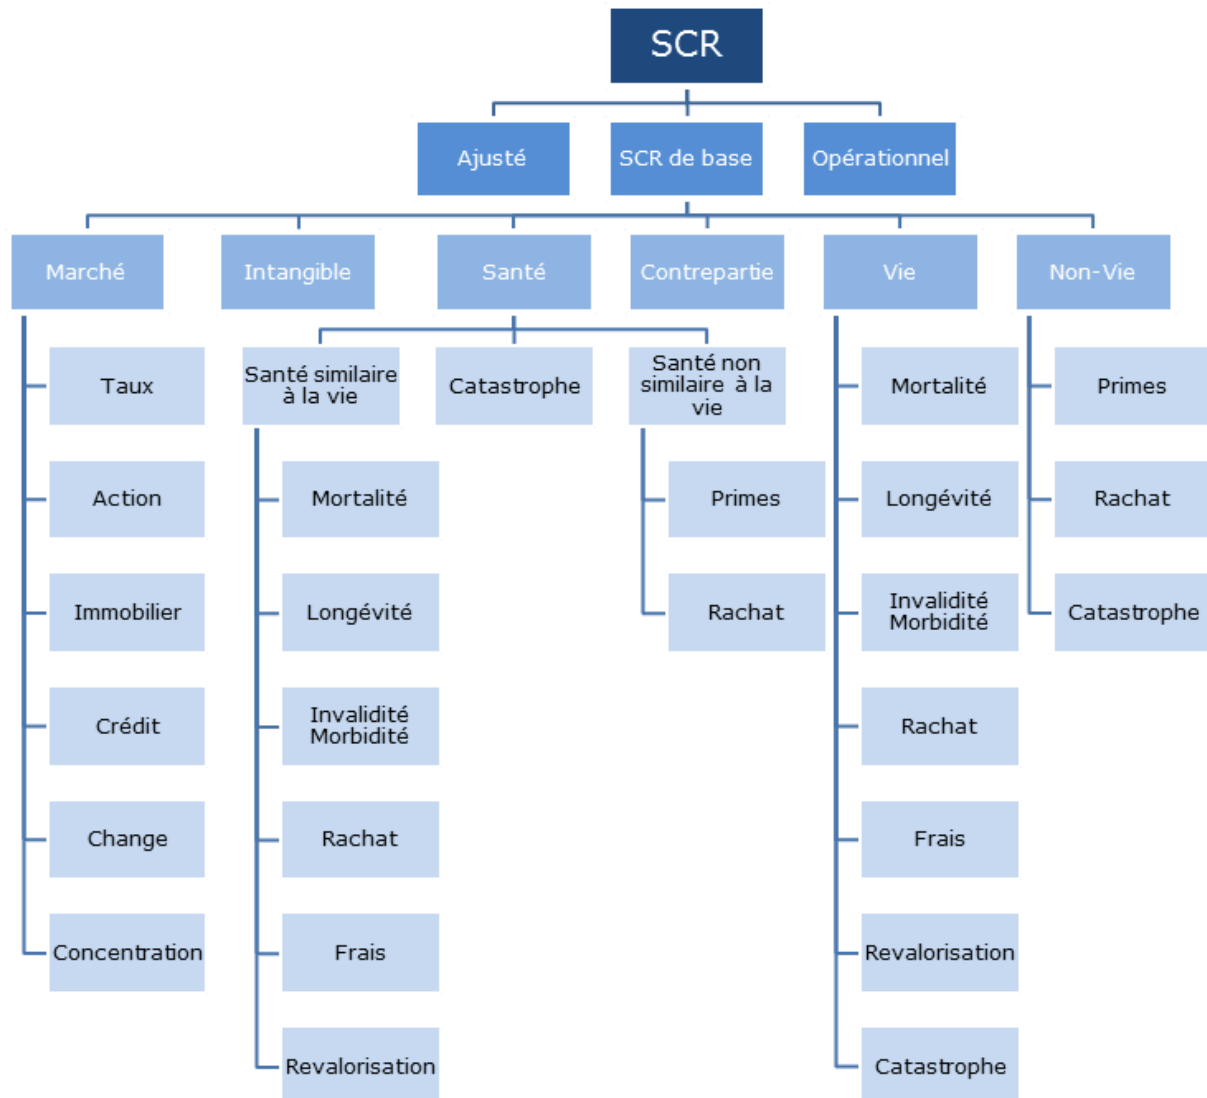 SCR
Ajusté
SCR de base
Opérationnel
Marché
Intangible
Santé
Contrepartie
Vie
Non-Vie
Taux
Santé similaire
à la vie
Catastrophe
Santé non
similaire à la
vie
Mortalité
Primes
Action
Mortalité
Primes
Longévité
Rachat
Immobilier
Longévité
Rachat
Invalidité
Morbidité
Catastrophe
Crédit
Invalidité
Morbidité
Rachat
Change
Rachat
Frais
Concentration
Frais
Revalorisation
Revalorisation
Catastrophe